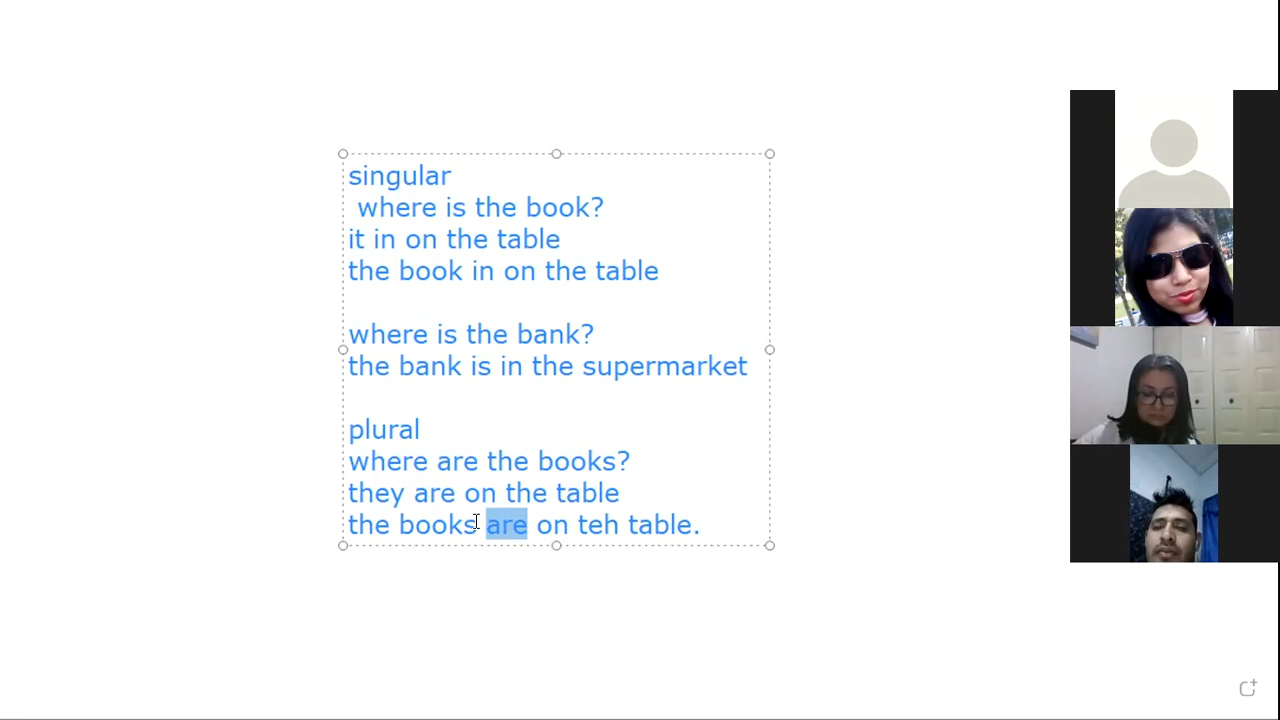 singular
where is the book?
it in on the table
the book in on the table
where is the bank?
the bank is in the supermarket
plural
where are the books?
they are on the table
the books are on teh table.